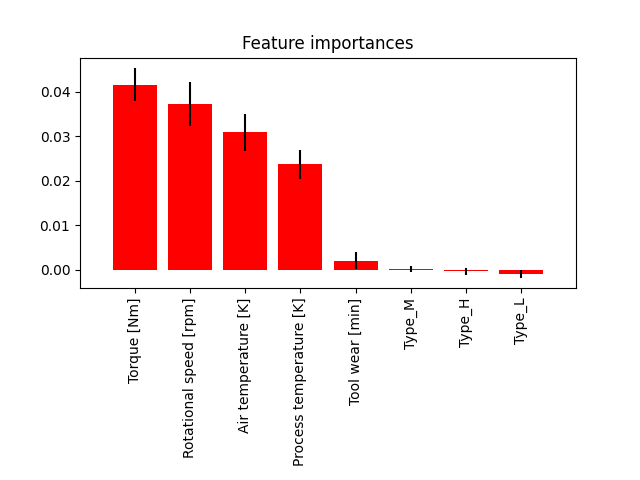 Feature importances
0.04
0.03
0.02
0.01
0.00
Torque [Nm]
Rotational speed [rpm]
Air temperature [K]
Process temperature [K]
Tool wear [min]
Type_M
Type_H
Type_L